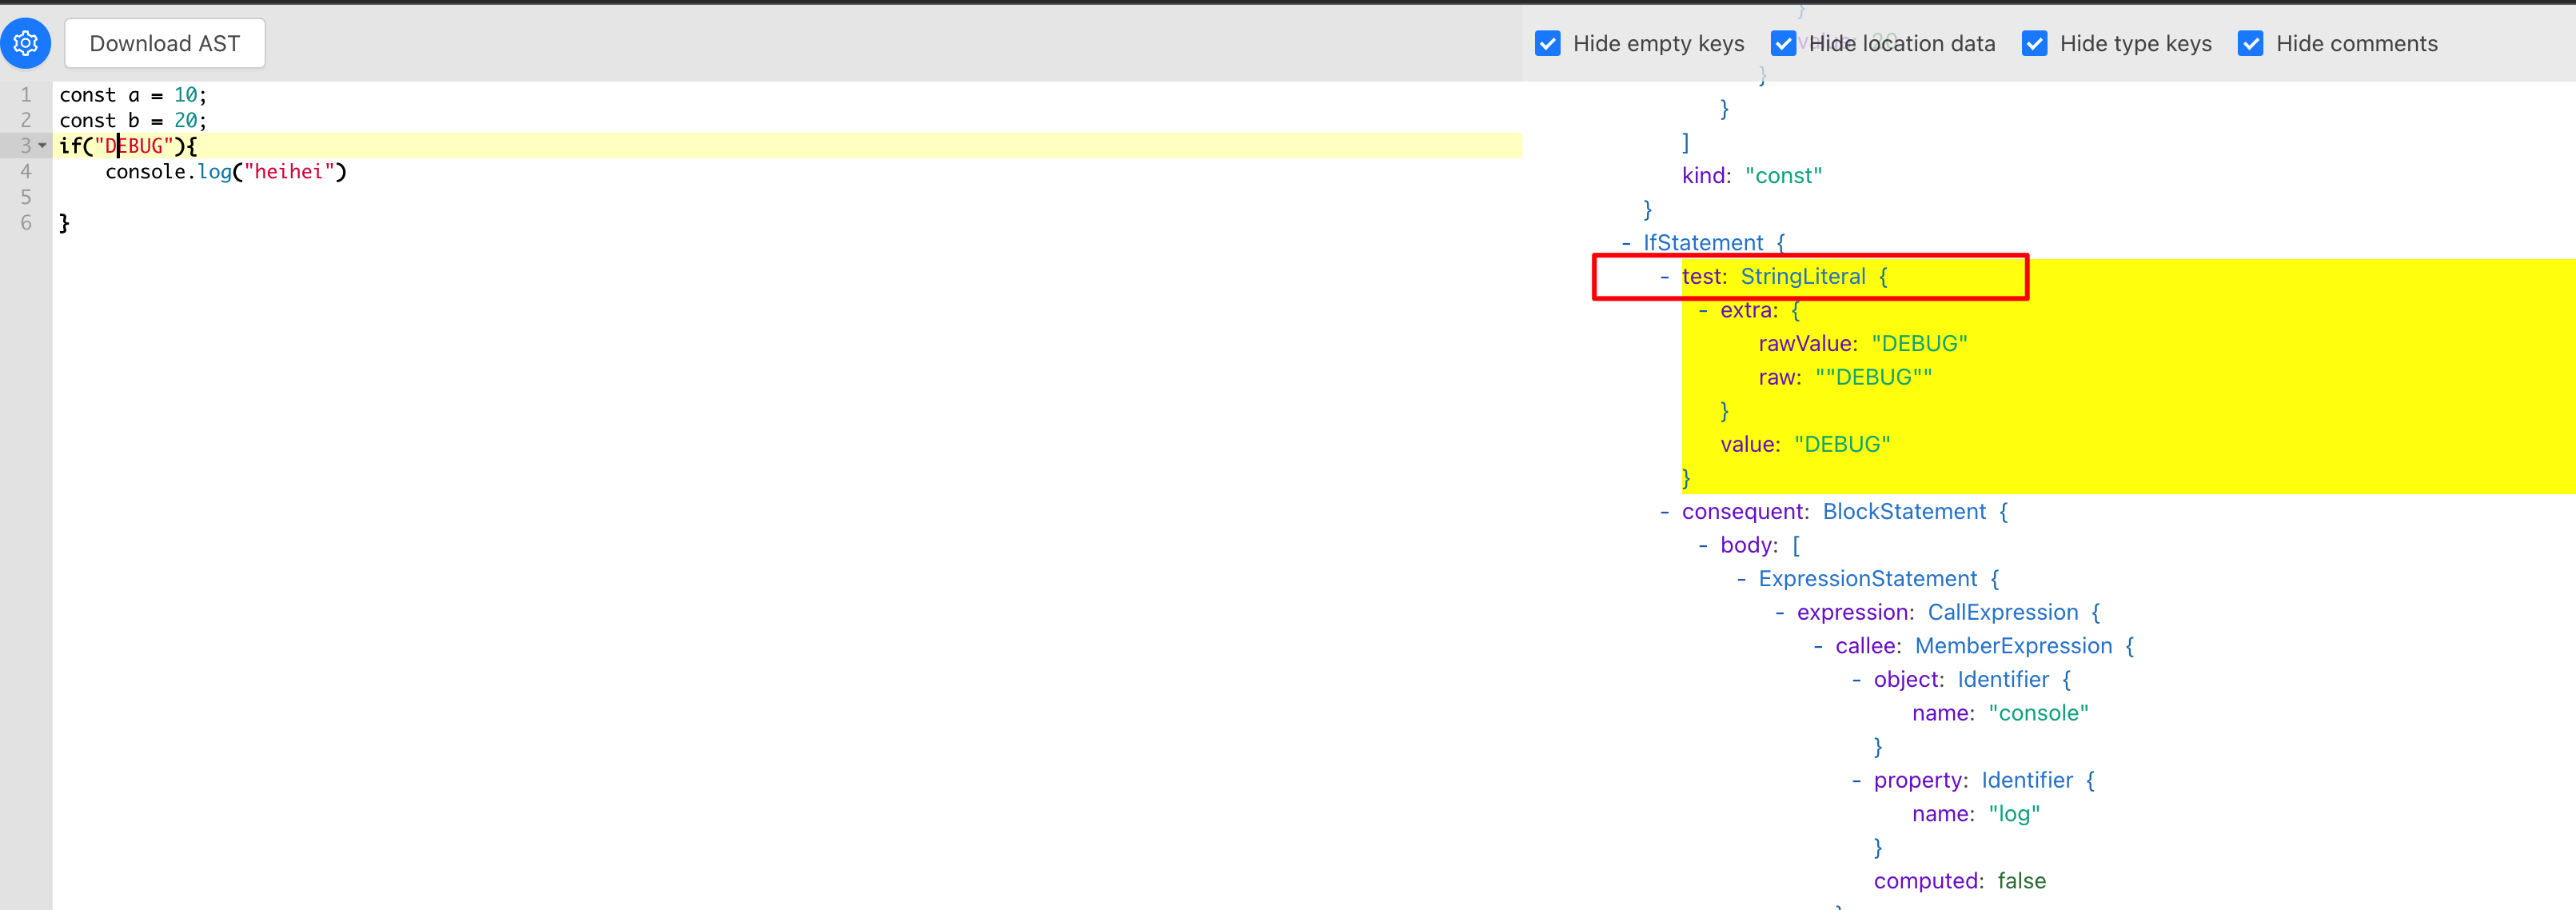 Download AST
Hide empty keys Hide location data Hide type keys Hide comments
1 const a = 10;
2 const b = 20;
3 if("DEBUG"){
4 console.log("heihei")
5
6 }
}
value: 20
}
}
]
kind: "const"
}
- IfStatement {
- test: StringLiteral {
- extra: {
rawValue: "DEBUG"
raw: ""DEBUG""
}
value: "DEBUG"
}
- consequent: BlockStatement {
- body: [
- ExpressionStatement {
- expression: CallExpression {
- callee: MemberExpression {
- object: Identifier {
name: "console"
}
- property: Identifier {
name: "log"
}
computed: false
}